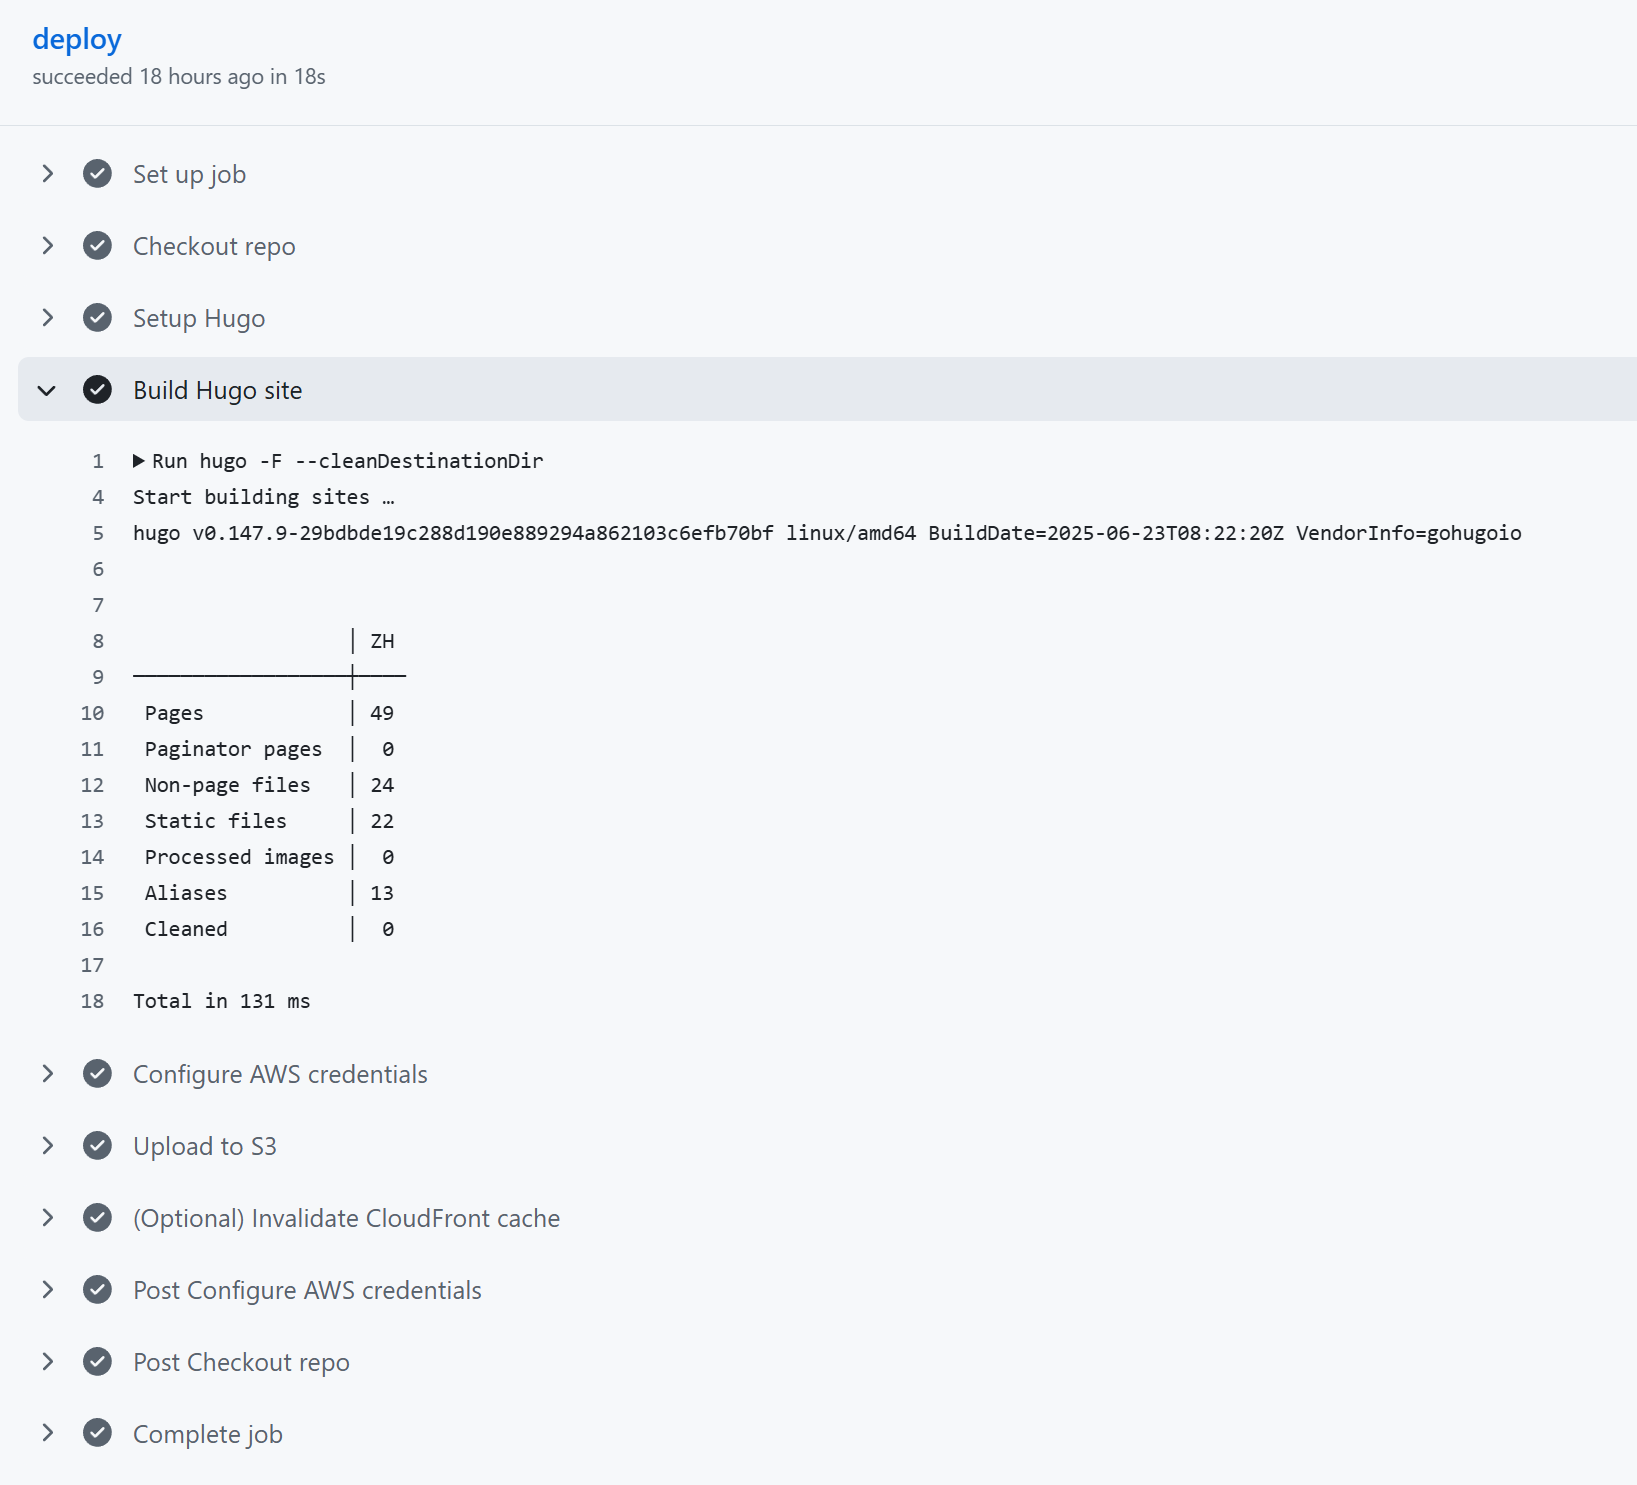 deploy
succeeded 18 hours ago in 18s
Set up job
Checkout repo
Setup Hugo
Build Hugo site
1 Run hugo -F --cleanDestinationDir
4 Start building sites …
5 hugo v0.147.9-29bdbde19c288d190e889294a862103c6efb70bf linux/amd64 BuildDate=2025-06-23T08:22:20Z VendorInfo=gohugoio
6
7
8 │ ZH
9 ──────────────────┼────
10 Pages │ 49
11 Paginator pages │ 0
12 Non-page files │ 24
13 Static files │ 22
14 Processed images │ 0
15 Aliases │ 13
16 Cleaned │ 0
17
18 Total in 131 ms
Configure AWS credentials
Upload to S3
(Optional) Invalidate CloudFront cache
Post Configure AWS credentials
Post Checkout repo
Complete job